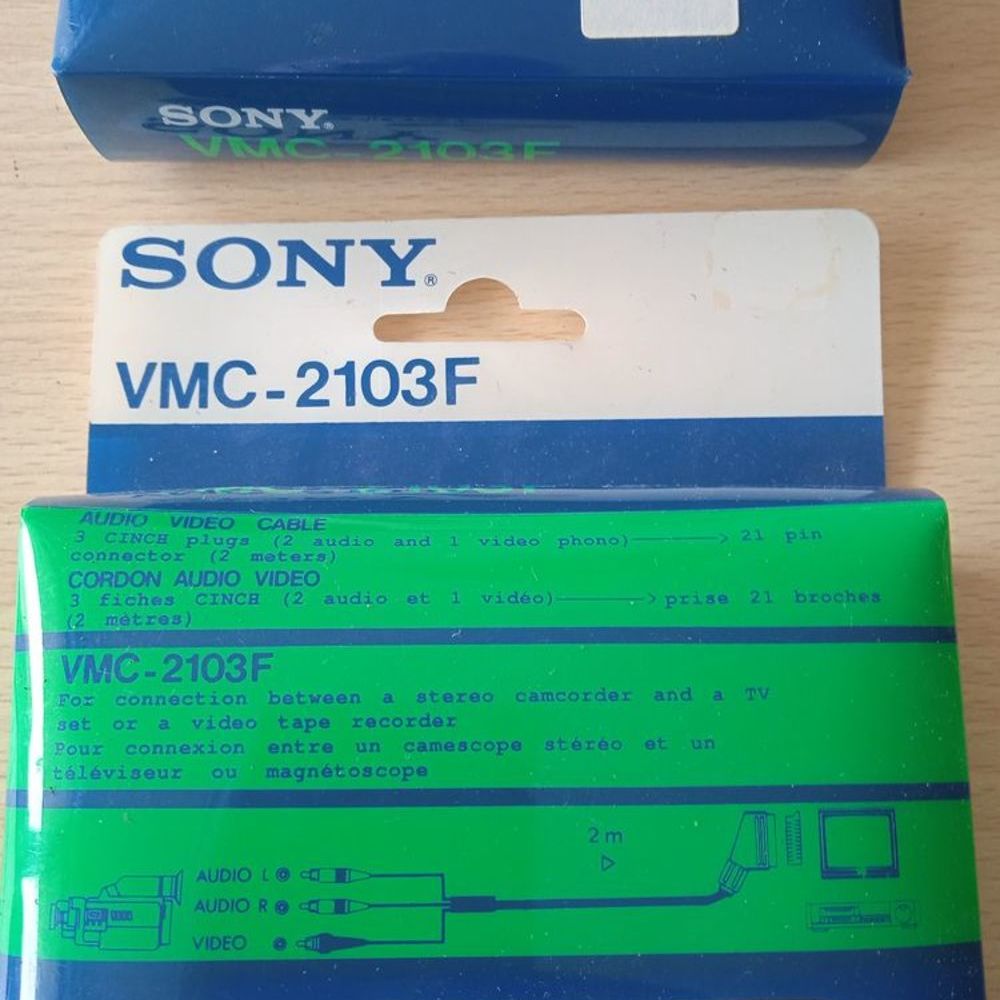 SONY®
VMC-2103F
SONY®
VMC-2103F
AUDIO VIDEO CABLE
3 CINCH plugs (2 audio and 1 video phono)————> 21 pin
connector (2 meters)
CORDON AUDIO VIDEO
3 fiches CINCH (2 audio et 1 vidéo)————> prise 21 broches
(2 mètres)
VMC-2103F
For connection between a stereo camcorder and a TV
set or a video tape recorder
Pour connexion entre un camescope stéréo et un
téléviseur ou magnétoscope
2 m
AUDIO L
AUDIO R
VIDEO